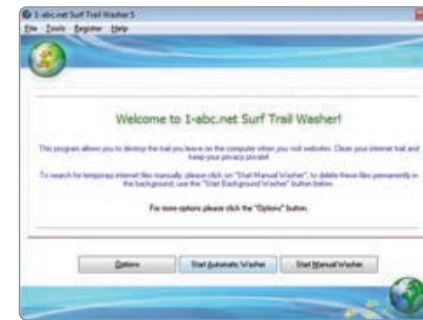 1-abc.net Surf Trail Washer 5
File Tools Register Help
Welcome to 1-abc.net Surf Trail Washer!
This program allows you to destroy the trail you leave on the computer when you visit websites. Clean your internet trail and
keep your privacy private!
To search for temporary internet files manually, please click on "Start Manual Washer", to delete these files permanently in
the background, use the "Start Background Washer" button below.
For more options please click the "Options" button.
Options Start Automatic Washer Start Manual Washer